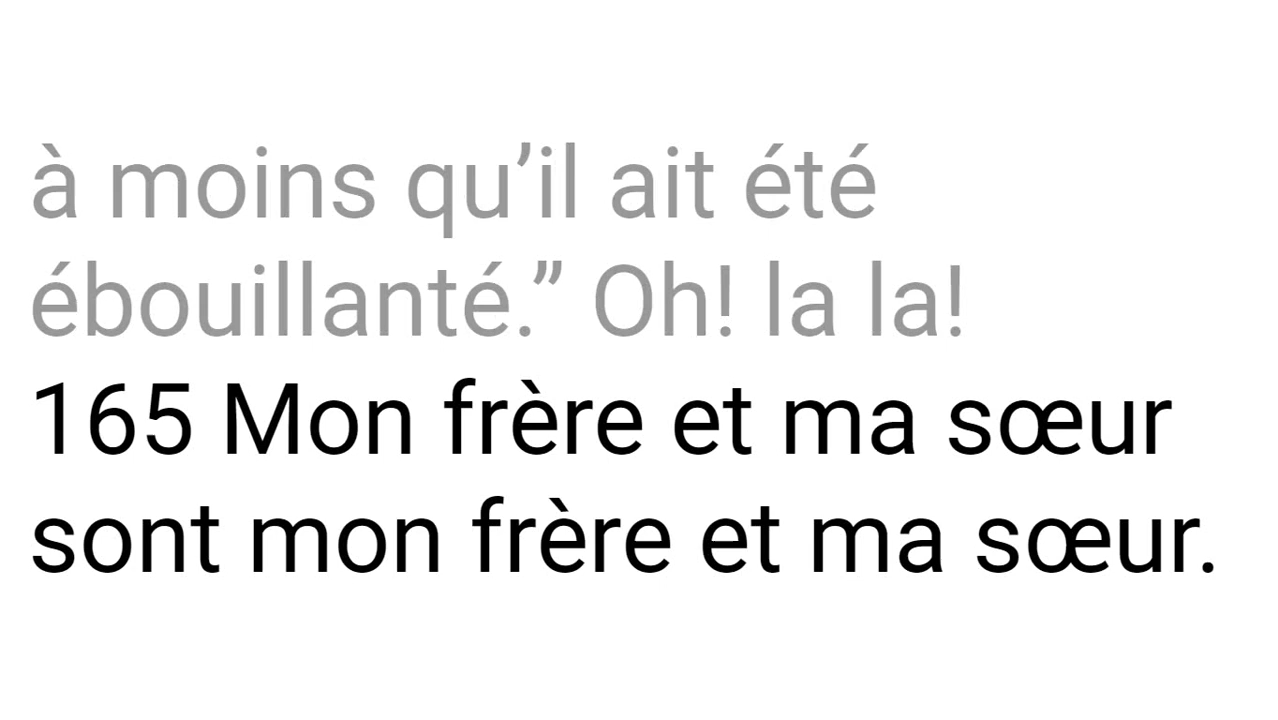 à moins qu’il ait été
ébouillanté.” Oh! la la!
165 Mon frère et ma sœur
sont mon frère et ma sœur.